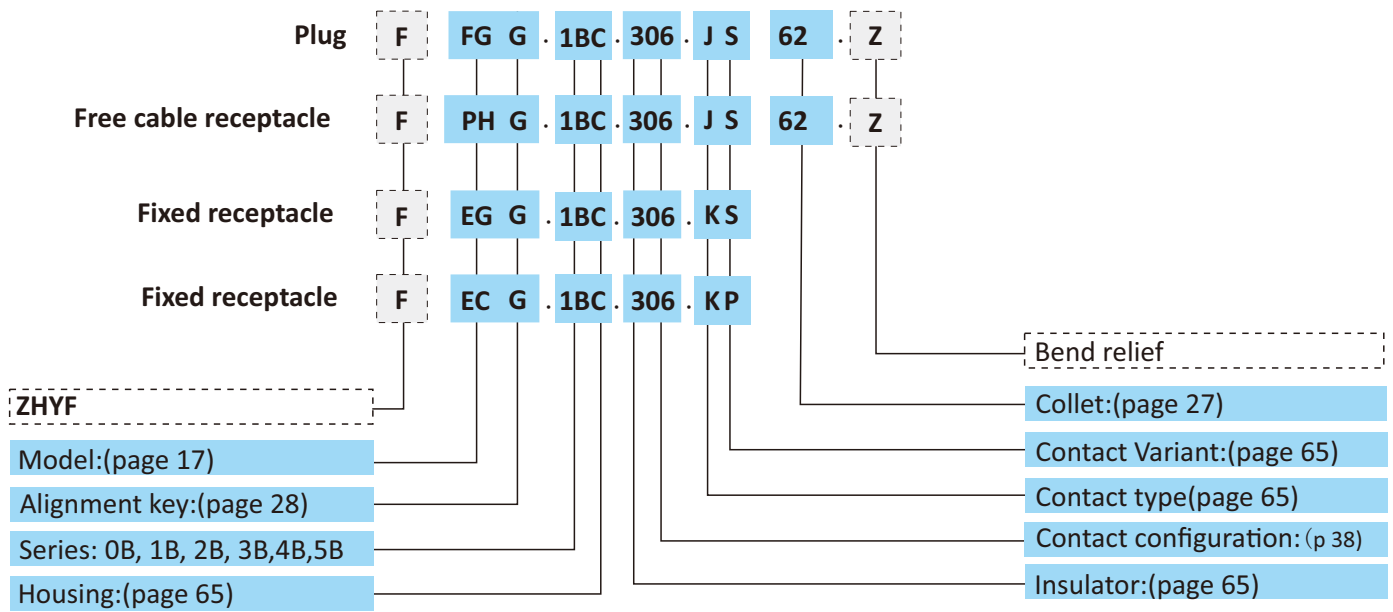 Plug F FG G . 1BC . 306 . J S 62 . Z
Free cable receptacle F PH G . 1BC . 306 . J S 62 . Z
Fixed receptacle F EG G . 1BC . 306 . K S
Fixed receptacle F EC G . 1BC . 306 . K P
Bend relief
ZHYF
Collet:(page 27)
Model:(page 17)
Contact Variant:(page 65)
Alignment key:(page 28)
Contact type(page 65)
Series: 0B, 1B, 2B, 3B,4B,5B
Contact configuration:（p 38)
Housing:(page 65)
Insulator:(page 65)